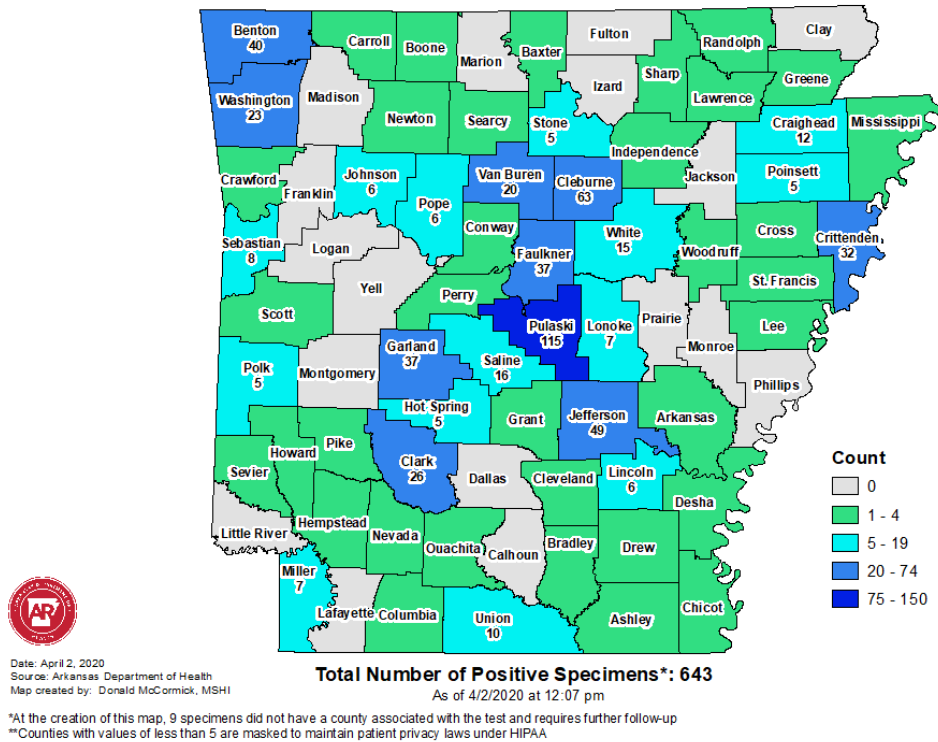 Benton
40
Carroll
Boone
Marion
Baxter
Fulton
Randolph
Clay
Washington
23
Madison
Newton
Searcy
Stone
5
Izard
Sharp
Lawrence
Greene
Craighead
12
Mississippi
Crawford
Franklin
Johnson
6
Pope
6
Van Buren
20
Cleburne
63
Independence
Jackson
Poinsett
5
Sebastian
8
Logan
Conway
Faulkner
37
White
15
Woodruff
Cross
Crittenden
32
St. Francis
Scott
Yell
Perry
Pulaski
115
Lonoke
7
Prairie
Monroe
Lee
Phillips
Polk
5
Montgomery
Garland
37
Saline
16
Hot Spring
5
Grant
Jefferson
49
Arkansas
Sevier
Howard
Pike
Clark
26
Dallas
Cleveland
Lincoln
6
Desha
Little River
Hempstead
Nevada
Ouachita
Calhoun
Bradley
Drew
Miller
7
Lafayette
Columbia
Union
10
Ashley
Chicot
Count
0
1 - 4
5 - 19
20 - 74
75 - 150
AR
Date: April 2, 2020
Source: Arkansas Department of Health
Map created by: Donald McCormick, MSHI
Total Number of Positive Specimens*: 643
As of 4/2/2020 at 12:07 pm
*At the creation of this map, 9 specimens did not have a county associated with the test and requires further follow-up
**Counties with values of less than 5 are masked to maintain patient privacy laws under HIPAA